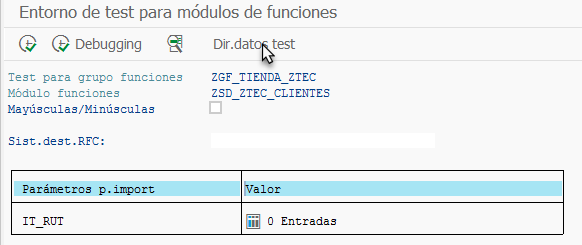 Entorno de test para módulos de funciones
Debugging Dir.datos test
Test para grupo funciones ZGF_TIENDA_ZTEC
Módulo funciones ZSD_ZTEC_CLIENTES
Mayúsculas/Minúsculas
Sist.dest.RFC:
Parámetros p.import Valor
IT_RUT 0 Entradas